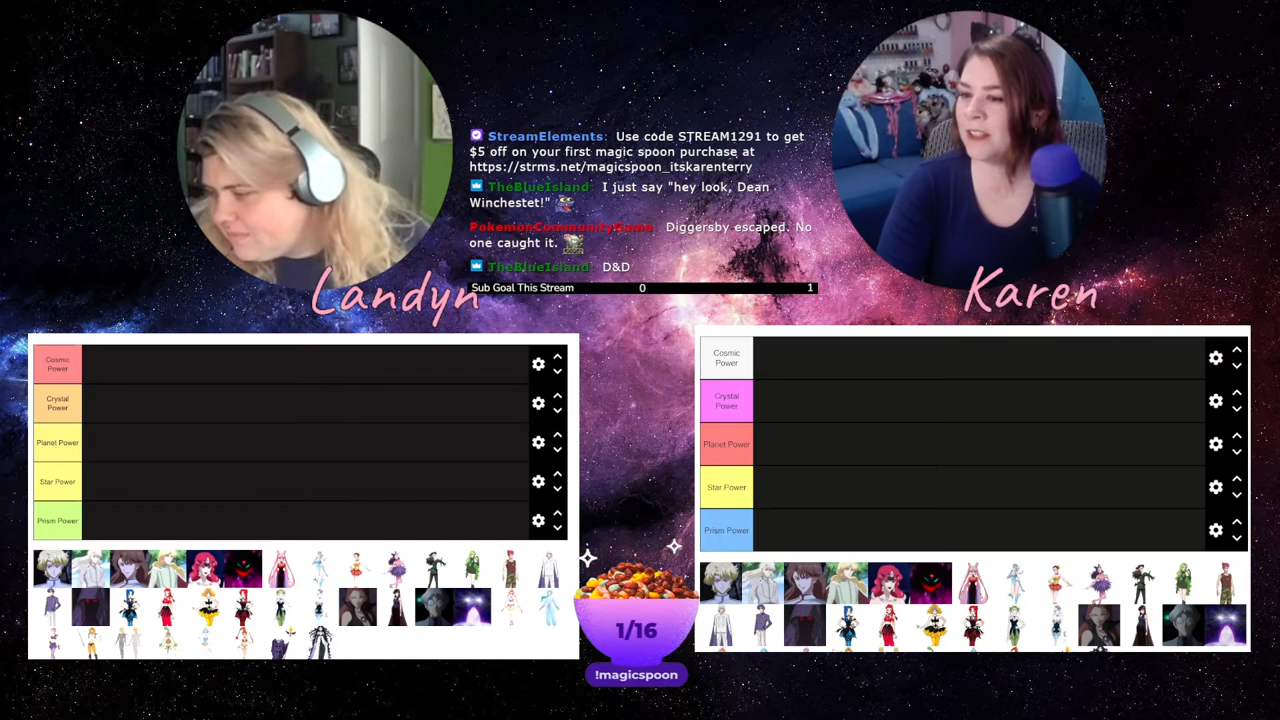 StreamElements: Use code STREAM1291 to get
$5 off on your first magic spoon purchase at
https://strms.net/magicspoon_itskarenterry
TheBlueIsland: I just say "hey look, Dean
Winchestet!"
PokemonCommunityGame: Diggersby escaped. No
one caught it.
TheBlueIsland: D&D
Sub Goal This Stream 0 1
Landyn
Karen
Cosmic
Power
Crystal
Power
Planet Power
Star Power
Prism Power
Cosmic
Power
Crystal
Power
Planet Power
Star Power
Prism Power
1/16
!magicspoon